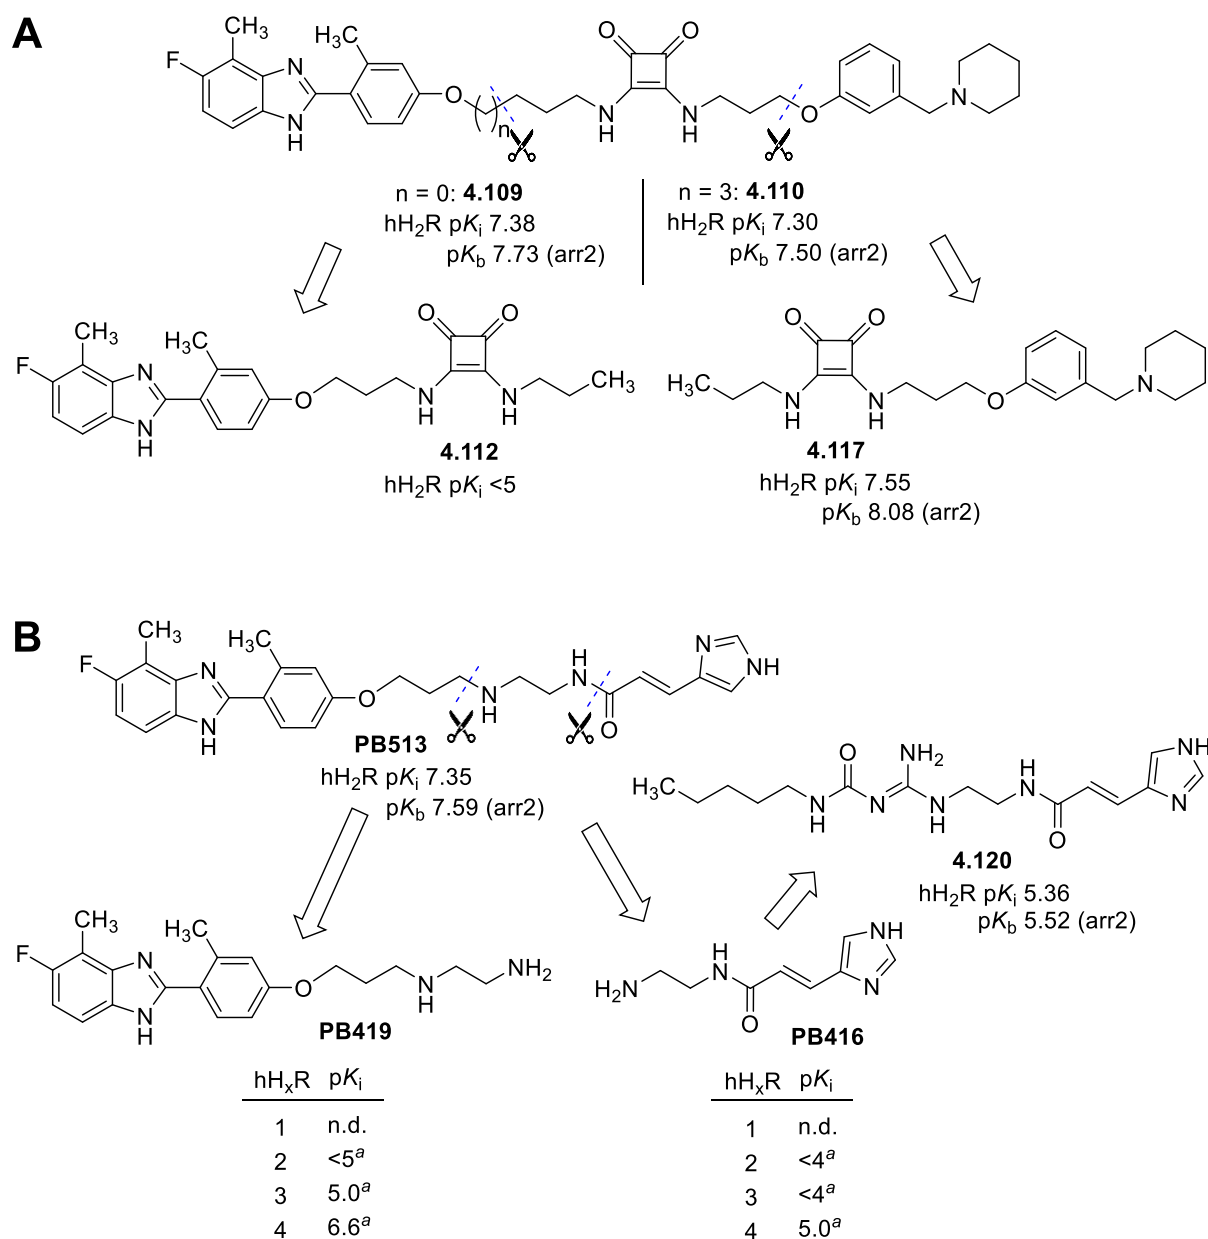 A
CH3
H3C
F
N
N
H
O
n
O
O
N
H
N
H
O
N
n = 0: 4.109
hH2R pKi 7.38
pKb 7.73 (arr2)
n = 3: 4.110
hH2R pKi 7.30
pKb 7.50 (arr2)
CH3
H3C
F
N
N
H
O
O
O
N
H
N
H
CH3
4.112
hH2R pKi <5
O
O
H3C
N
H
N
H
O
N
4.117
hH2R pKi 7.55
pKb 8.08 (arr2)
B
CH3
H3C
F
N
N
H
O
N
H
H
N
O
N
NH
PB513
hH2R pKi 7.35
pKb 7.59 (arr2)
H3C
N
H
O
N
NH2
N
H
H
N
O
NH
N
4.120
hH2R pKi 5.36
pKb 5.52 (arr2)
CH3
H3C
F
N
N
H
O
N
H
NH2
PB419
H2N
H
N
O
NH
N
PB416
hHxR pKi
1 n.d.
2 <5a
3 5.0a
4 6.6a
hHxR pKi
1 n.d.
2 <4a
3 <4a
4 5.0a